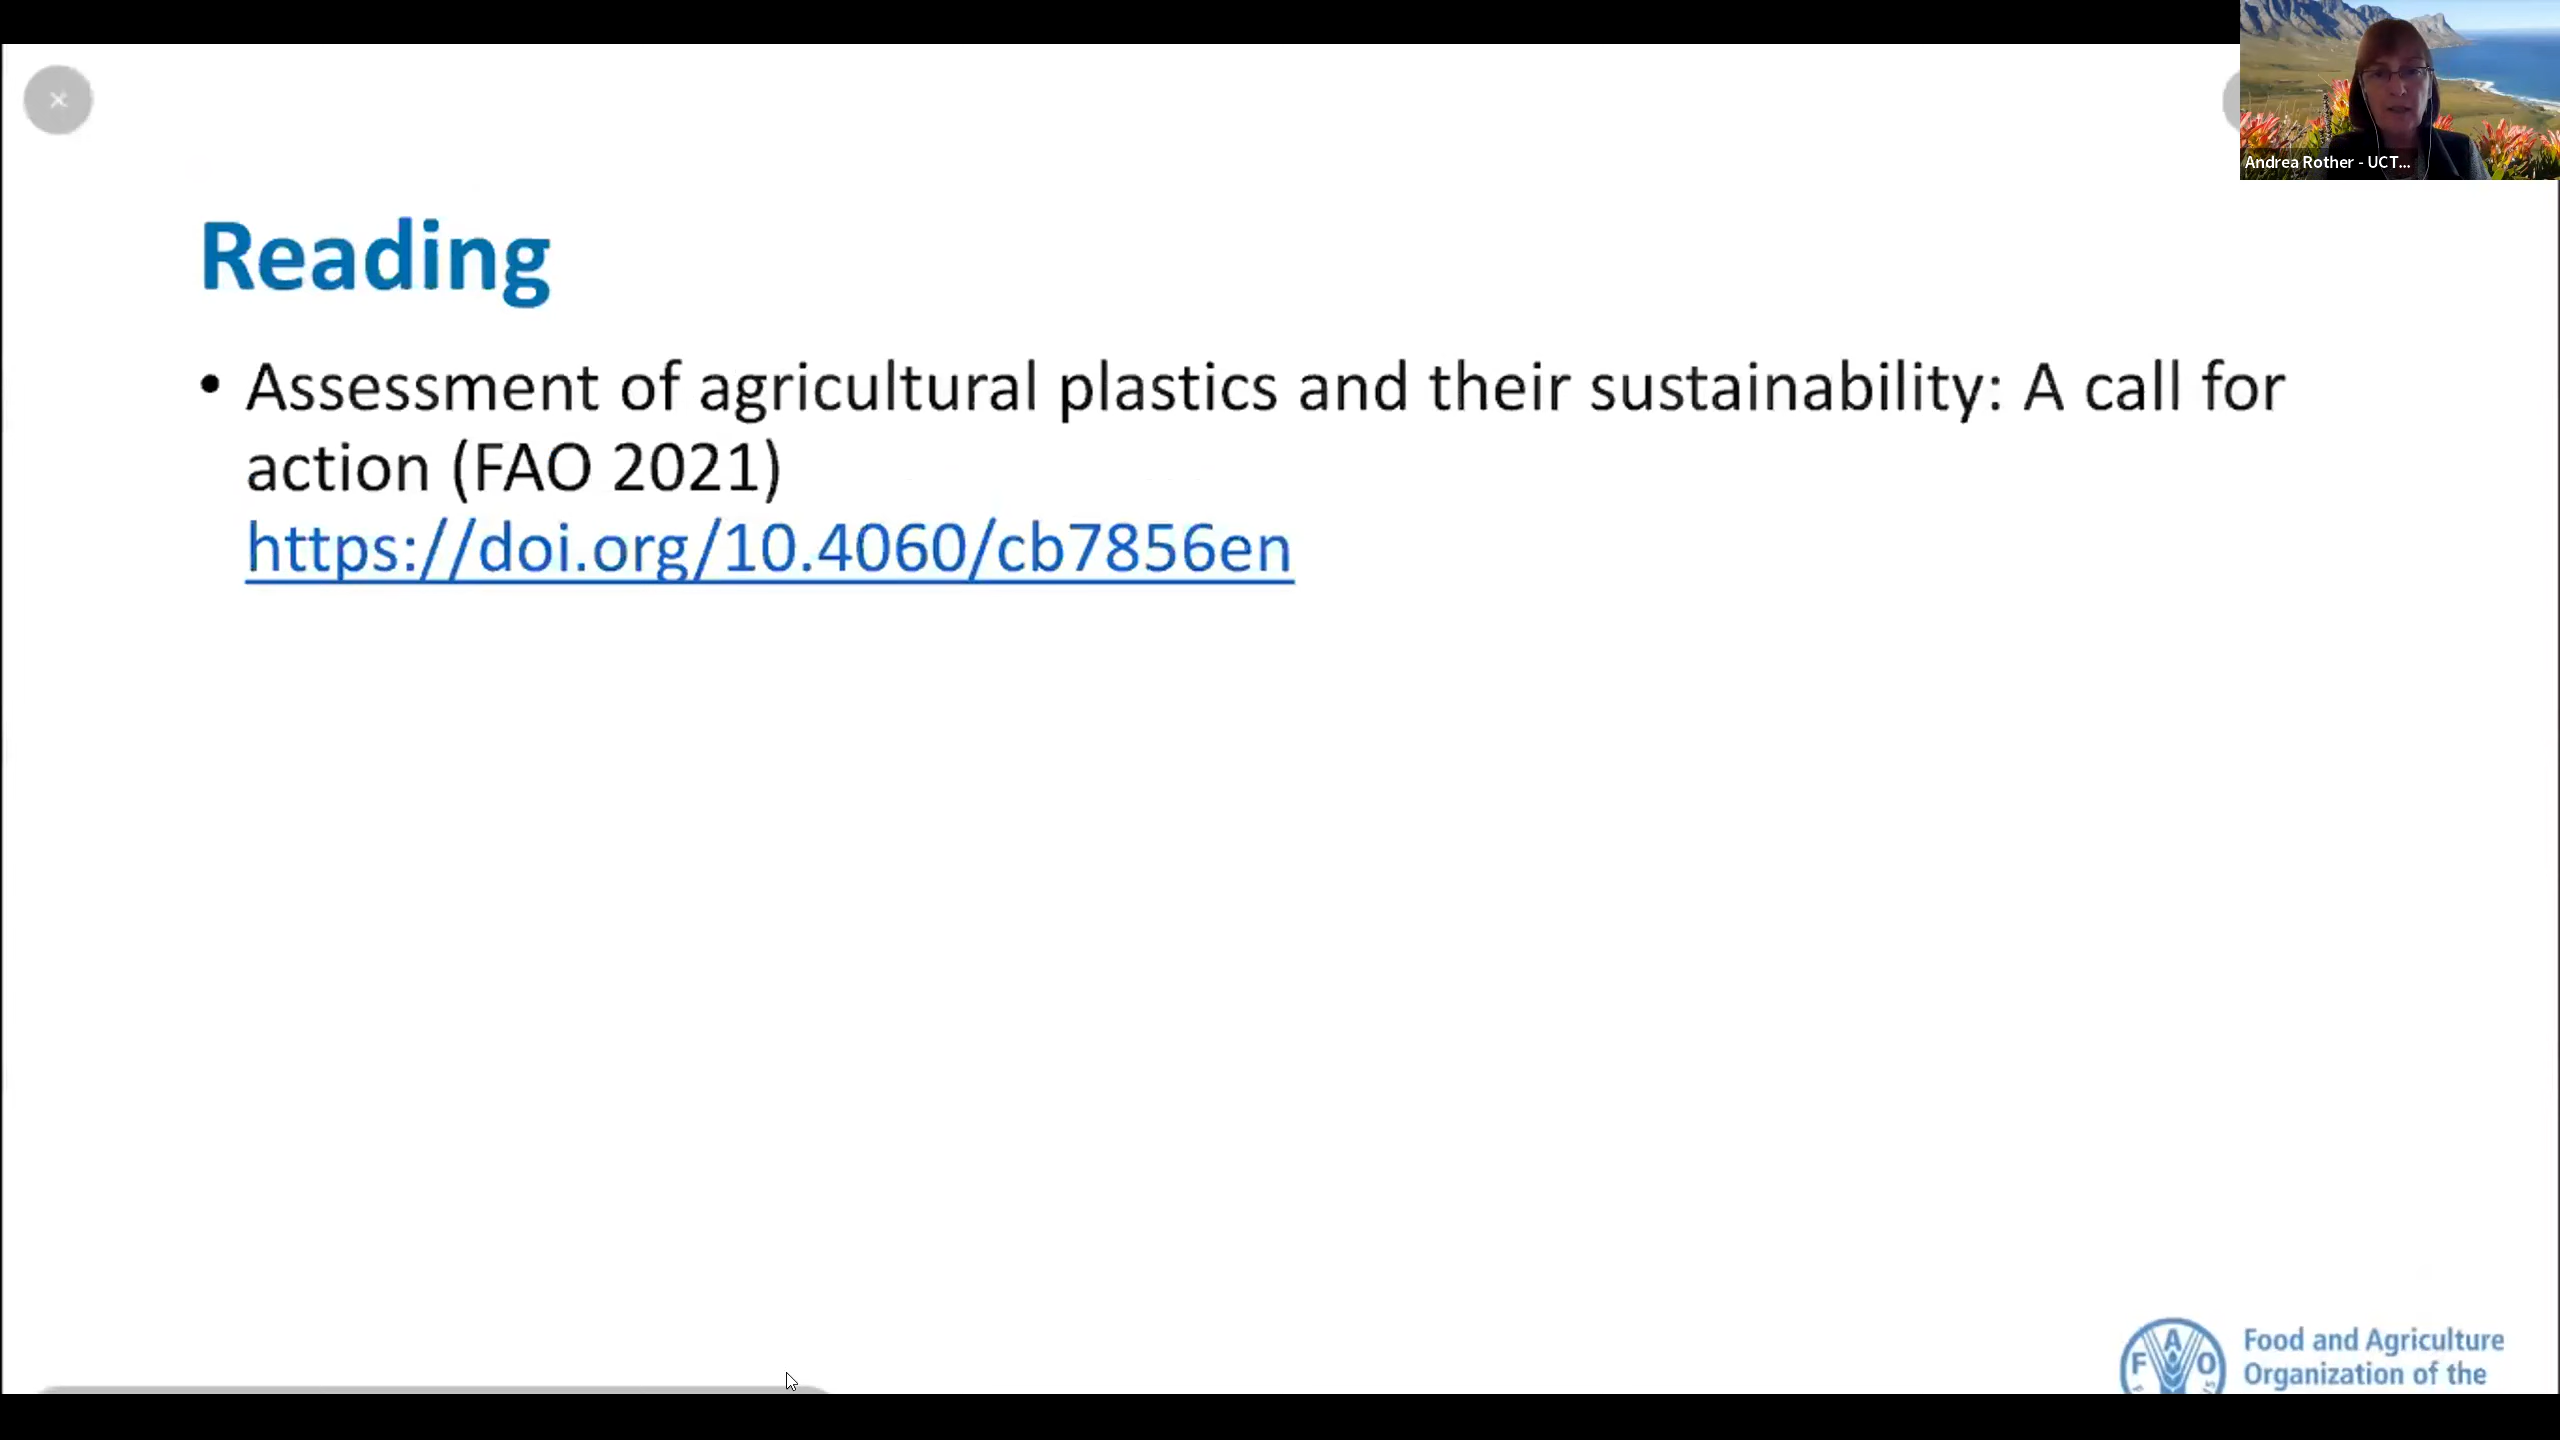 Andrea Rother - UCT...
Reading
• Assessment of agricultural plastics and their sustainability: A call for
action (FAO 2021)
https://doi.org/10.4060/cb7856en
F A O
Food and Agriculture
Organization of the